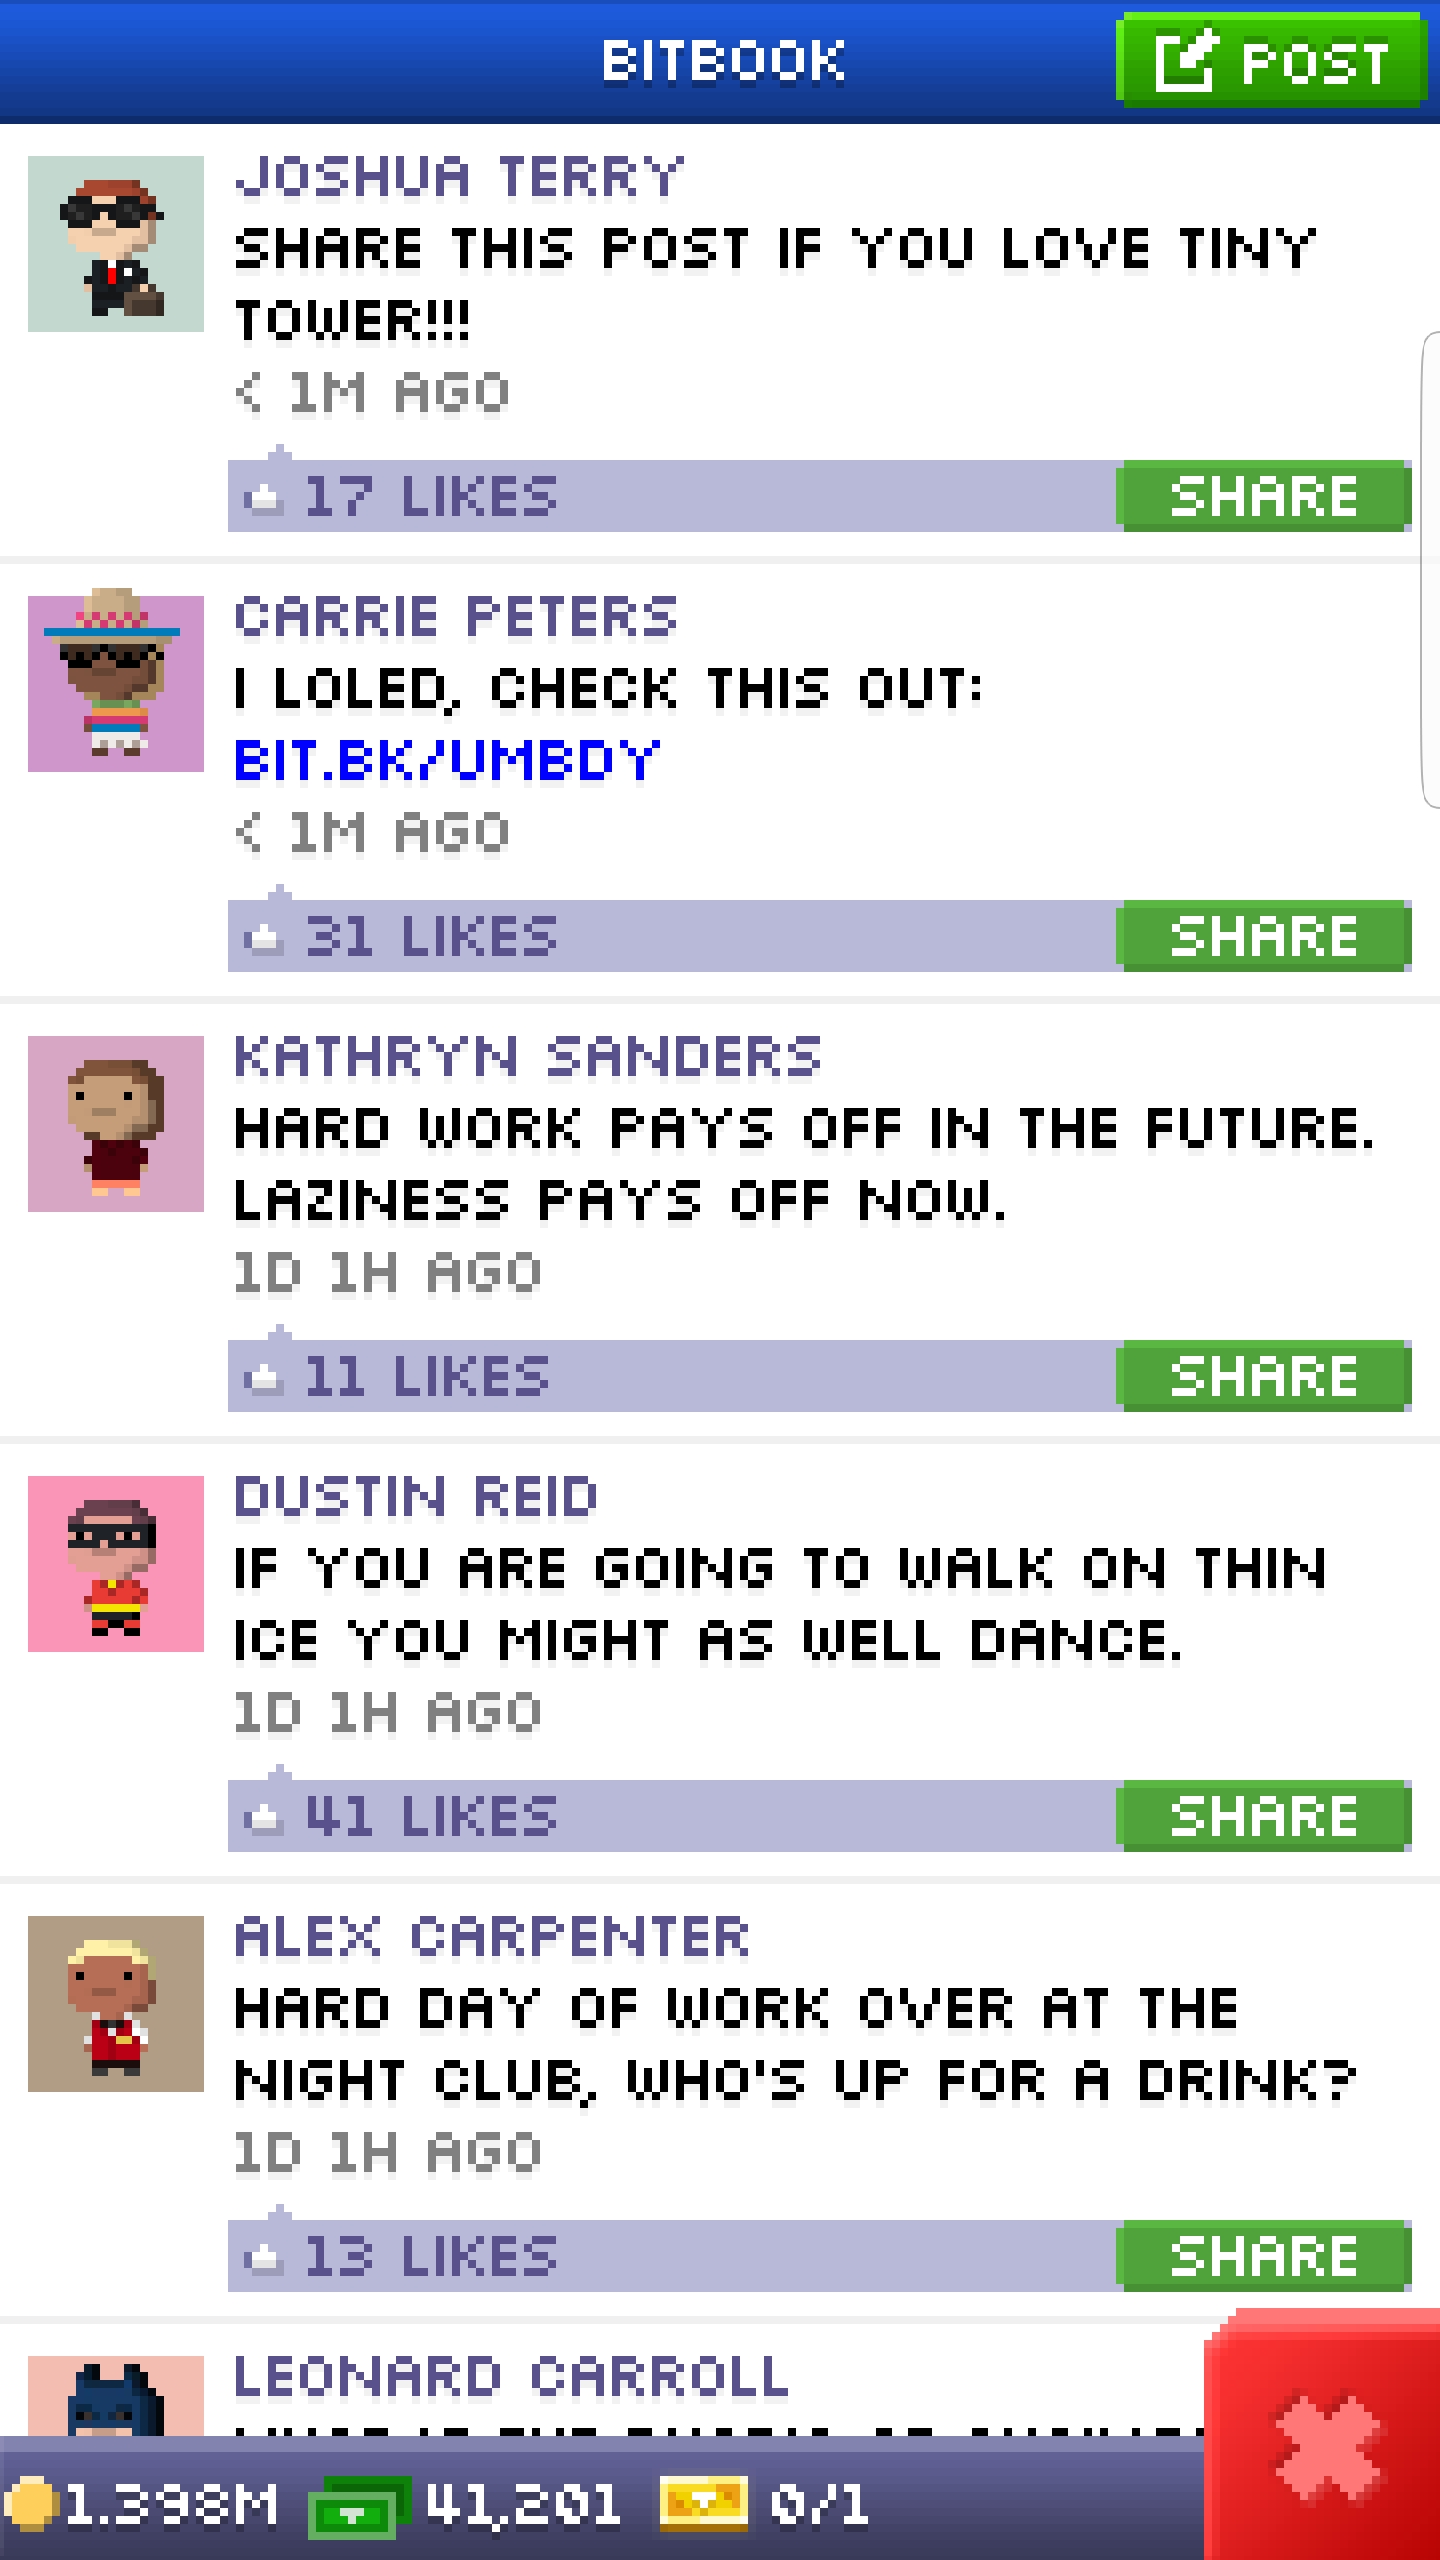 BITBOOK
POST
JOSHUA TERRY
SHARE THIS POST IF YOU LOVE TINY
TOWER!!!
< 1M AGO
17 LIKES
SHARE
CARRIE PETERS
I LOLED, CHECK THIS OUT:
BIT.BK/UMBDY
< 1M AGO
31 LIKES
SHARE
KATHRYN SANDERS
HARD WORK PAYS OFF IN THE FUTURE.
LAZINESS PAYS OFF NOW.
1D 1H AGO
11 LIKES
SHARE
DUSTIN REID
IF YOU ARE GOING TO WALK ON THIN
ICE YOU MIGHT AS WELL DANCE.
1D 1H AGO
41 LIKES
SHARE
ALEX CARPENTER
HARD DAY OF WORK OVER AT THE
NIGHT CLUB, WHO'S UP FOR A DRINK?
1D 1H AGO
13 LIKES
SHARE
LEONARD CARROLL
1.398M
41,201
0/1